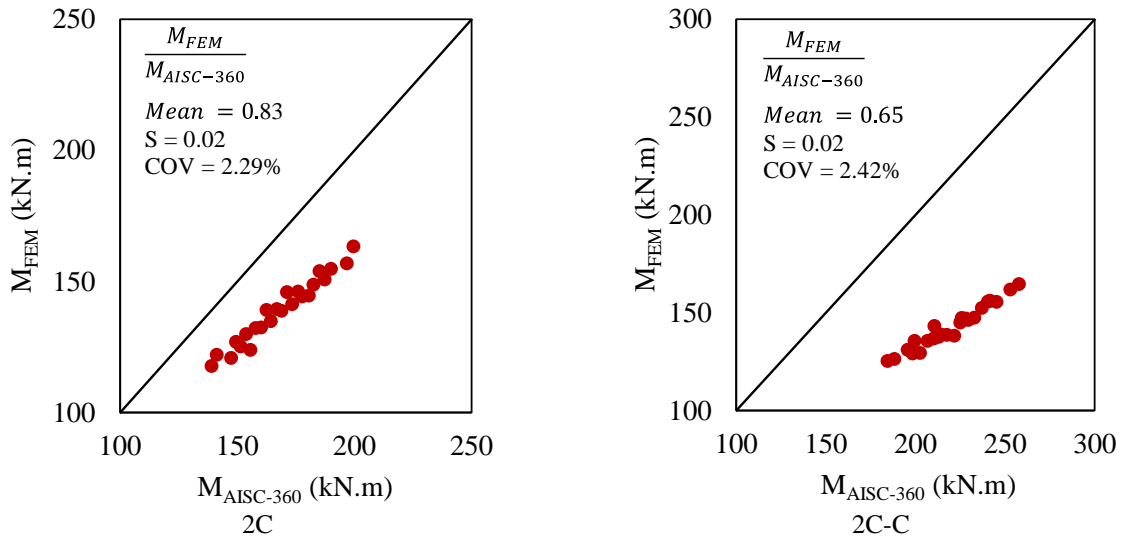 250
200
150
100
M_FEM (kN.m)
M_FEM
M_AISC−360
Mean = 0.83
S = 0.02
COV = 2.29%
100 150 200 250
M_AISC-360 (kN.m)
2C
300
250
200
150
100
M_FEM (kN.m)
M_FEM
M_AISC−360
Mean = 0.65
S = 0.02
COV = 2.42%
100 150 200 250 300
M_AISC-360 (kN.m)
2C-C